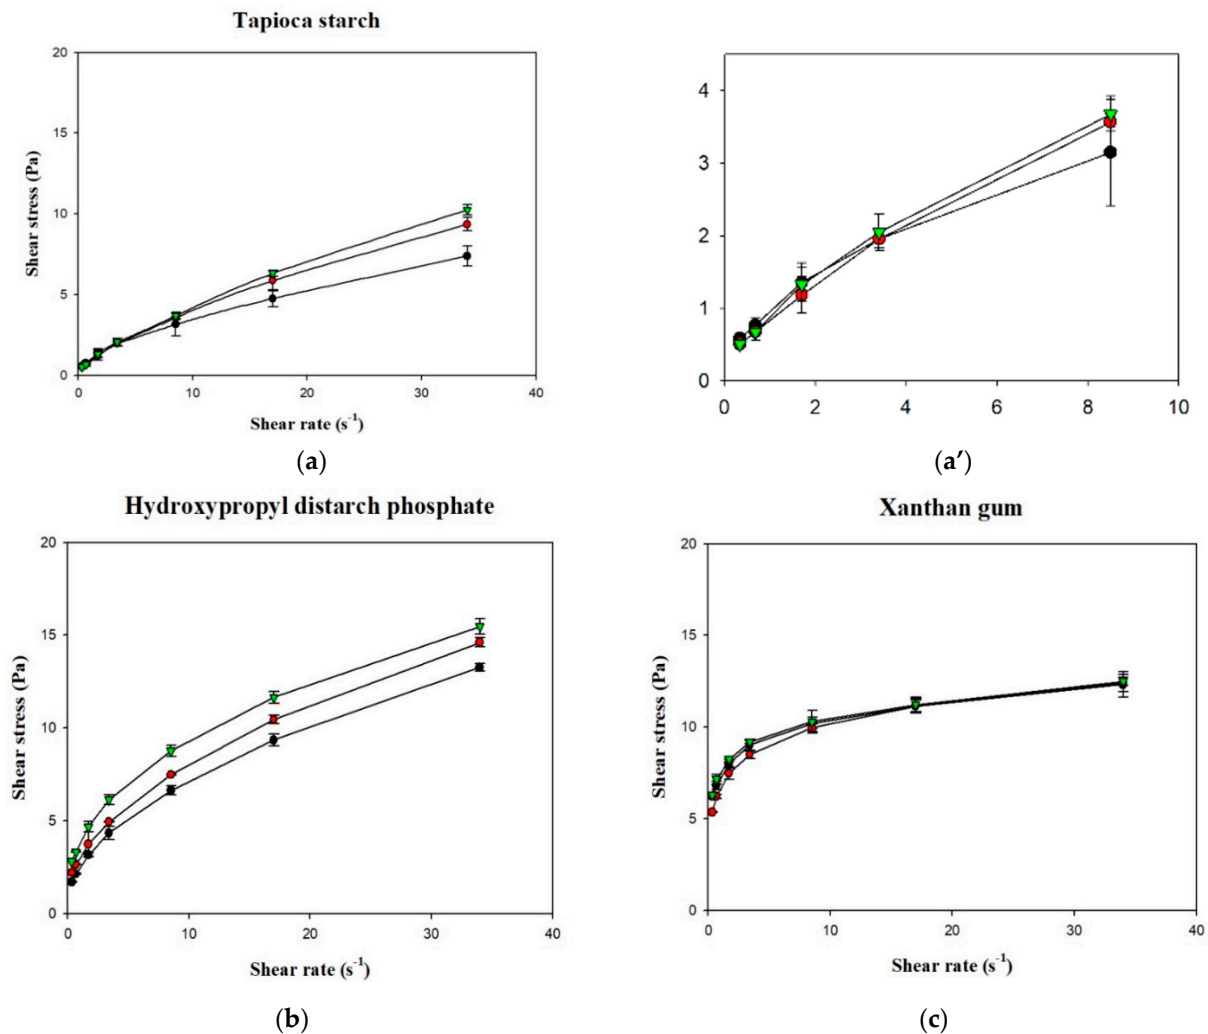 Tapioca starch
20
15
10
5
0
Shear stress (Pa)
0 10 20 30 40
Shear rate (s⁻¹)
(a)
4
3
2
1
0
0 2 4 6 8 10
(a′)
Hydroxypropyl distarch phosphate
20
15
10
5
0
Shear stress (Pa)
0 10 20 30 40
Shear rate (s⁻¹)
(b)
Xanthan gum
20
15
10
5
0
Shear stress (Pa)
0 10 20 30 40
Shear rate (s⁻¹)
(c)